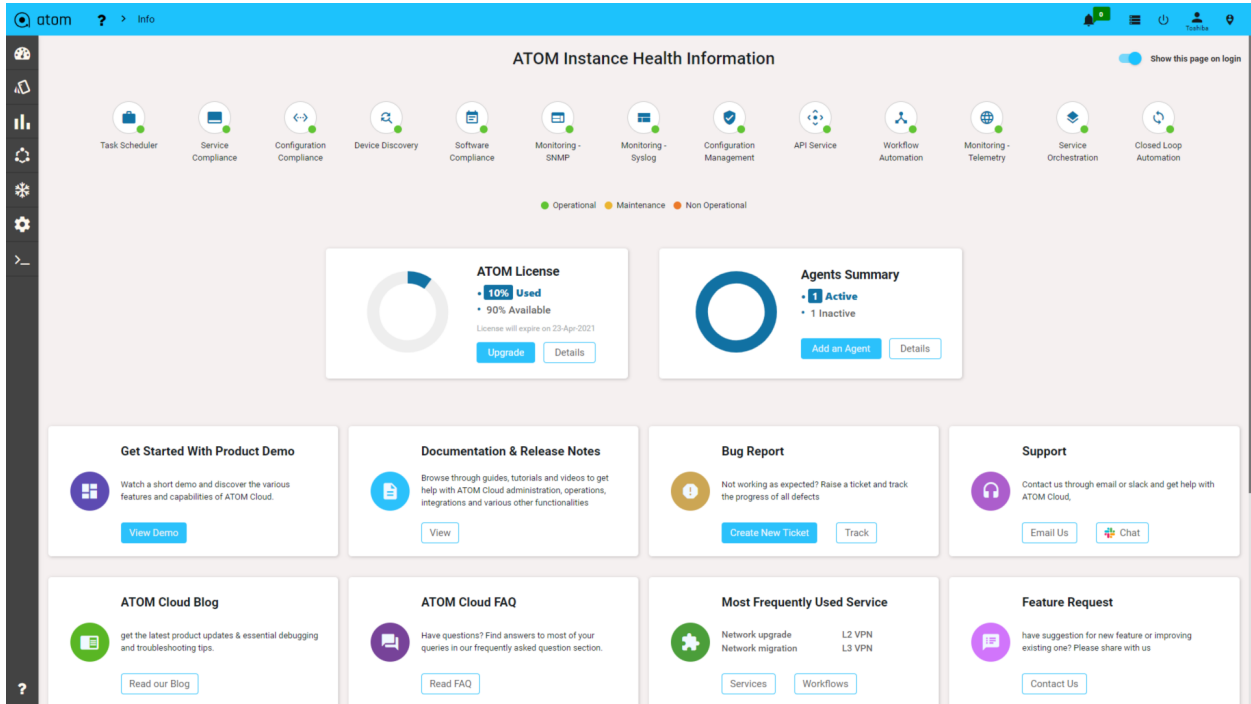 atom ? > Info
0
Toshiba
ATOM Instance Health Information
Show this page on login
Task Scheduler
Service
Compliance
Configuration
Compliance
Device Discovery
Software
Compliance
Monitoring -
SNMP
Monitoring -
Syslog
Configuration
Management
API Service
Workflow
Automation
Monitoring -
Telemetry
Service
Orchestration
Closed Loop
Automation
Operational Maintenance Non Operational
ATOM License
• 10% Used
• 90% Available
License will expire on 23-Apr-2021
Upgrade Details
Agents Summary
• 1 Active
• 1 Inactive
Add an Agent Details
Get Started With Product Demo
Watch a short demo and discover the various
features and capabilities of ATOM Cloud.
View Demo
Documentation & Release Notes
Browse through guides, tutorials and videos to get
help with ATOM Cloud administration, operations,
integrations and various other functionalities
View
Bug Report
Not working as expected? Raise a ticket and track
the progress of all defects
Create New Ticket Track
Support
Contact us through email or slack and get help with
ATOM Cloud,
Email Us Chat
ATOM Cloud Blog
get the latest product updates & essential debugging
and troubleshooting tips.
Read our Blog
ATOM Cloud FAQ
Have questions? Find answers to most of your
queries in our frequently asked question section.
Read FAQ
Most Frequently Used Service
Network upgrade L2 VPN
Network migration L3 VPN
Services Workflows
Feature Request
have suggestion for new feature or improving
existing one? Please share with us
Contact Us
?